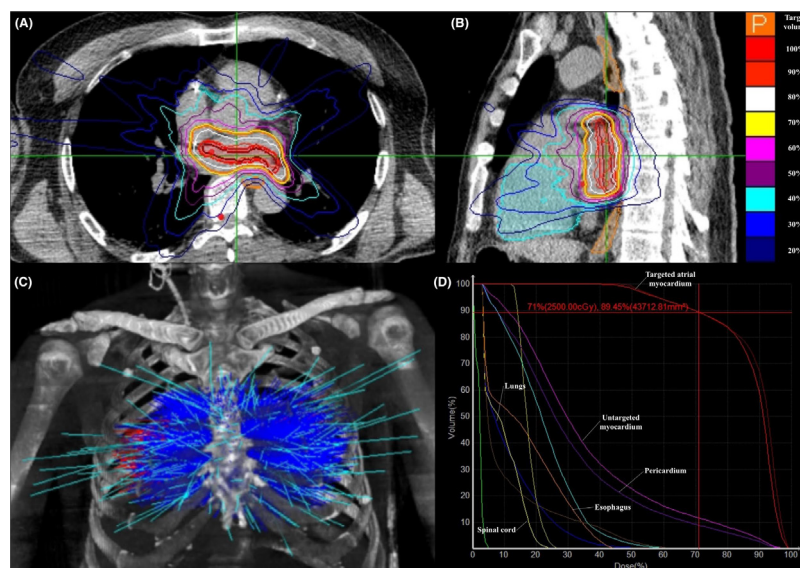 (A)
(B)
Targ
volum
P
100%
90%
80%
70%
60%
50%
40%
30%
20%
(C)
(D)
Targeted atrial
myocardium
71%(2500.00cGy), 89.45%(43712.81mm³)
Lungs
Untargeted
myocardium
Pericardium
Esophagus
Spinal cord
Volume(%)
100
90
80
70
60
50
40
30
20
10
0
10
20
30
40
50
60
70
80
90
100
Dose(%)